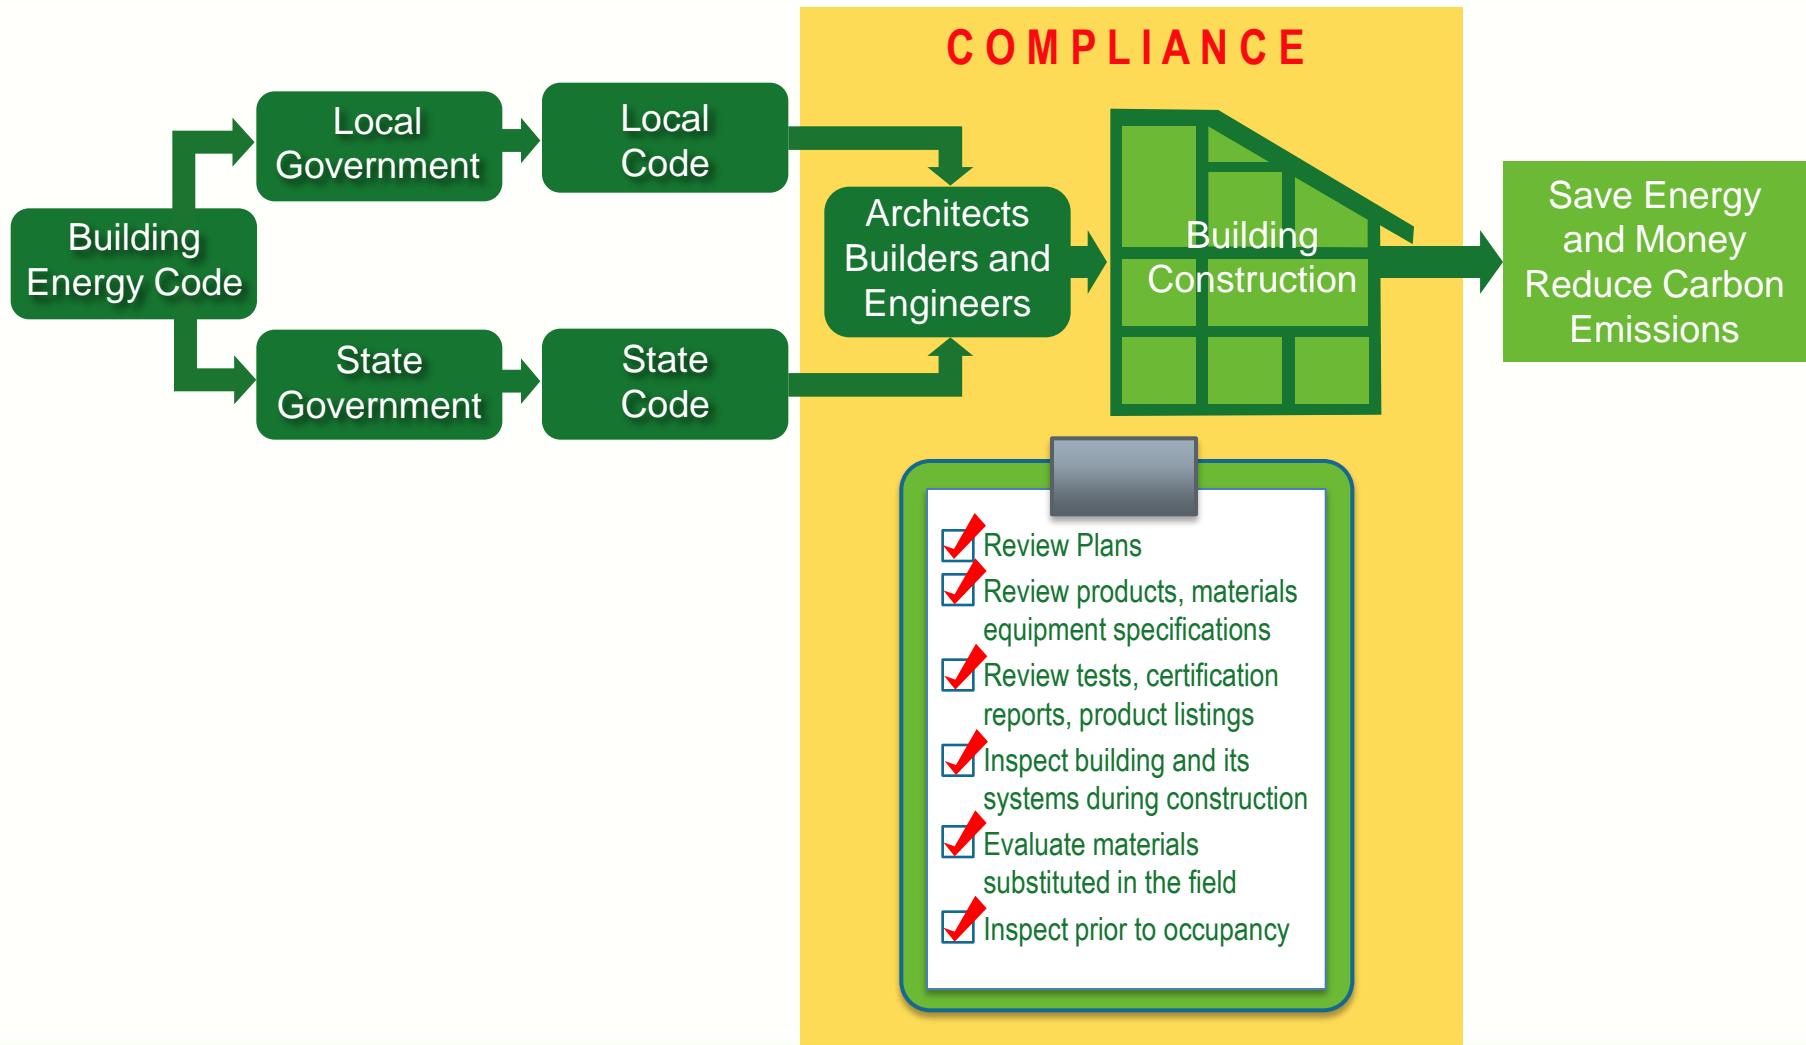 COMPLIANCE
Building
Energy Code
Local
Government
Local
Code
State
Government
State
Code
Architects
Builders and
Engineers
Building
Construction
Save Energy
and Money
Reduce Carbon
Emissions
Review Plans
Review products, materials
equipment specifications
Review tests, certification
reports, product listings
Inspect building and its
systems during construction
Evaluate materials
substituted in the field
Inspect prior to occupancy